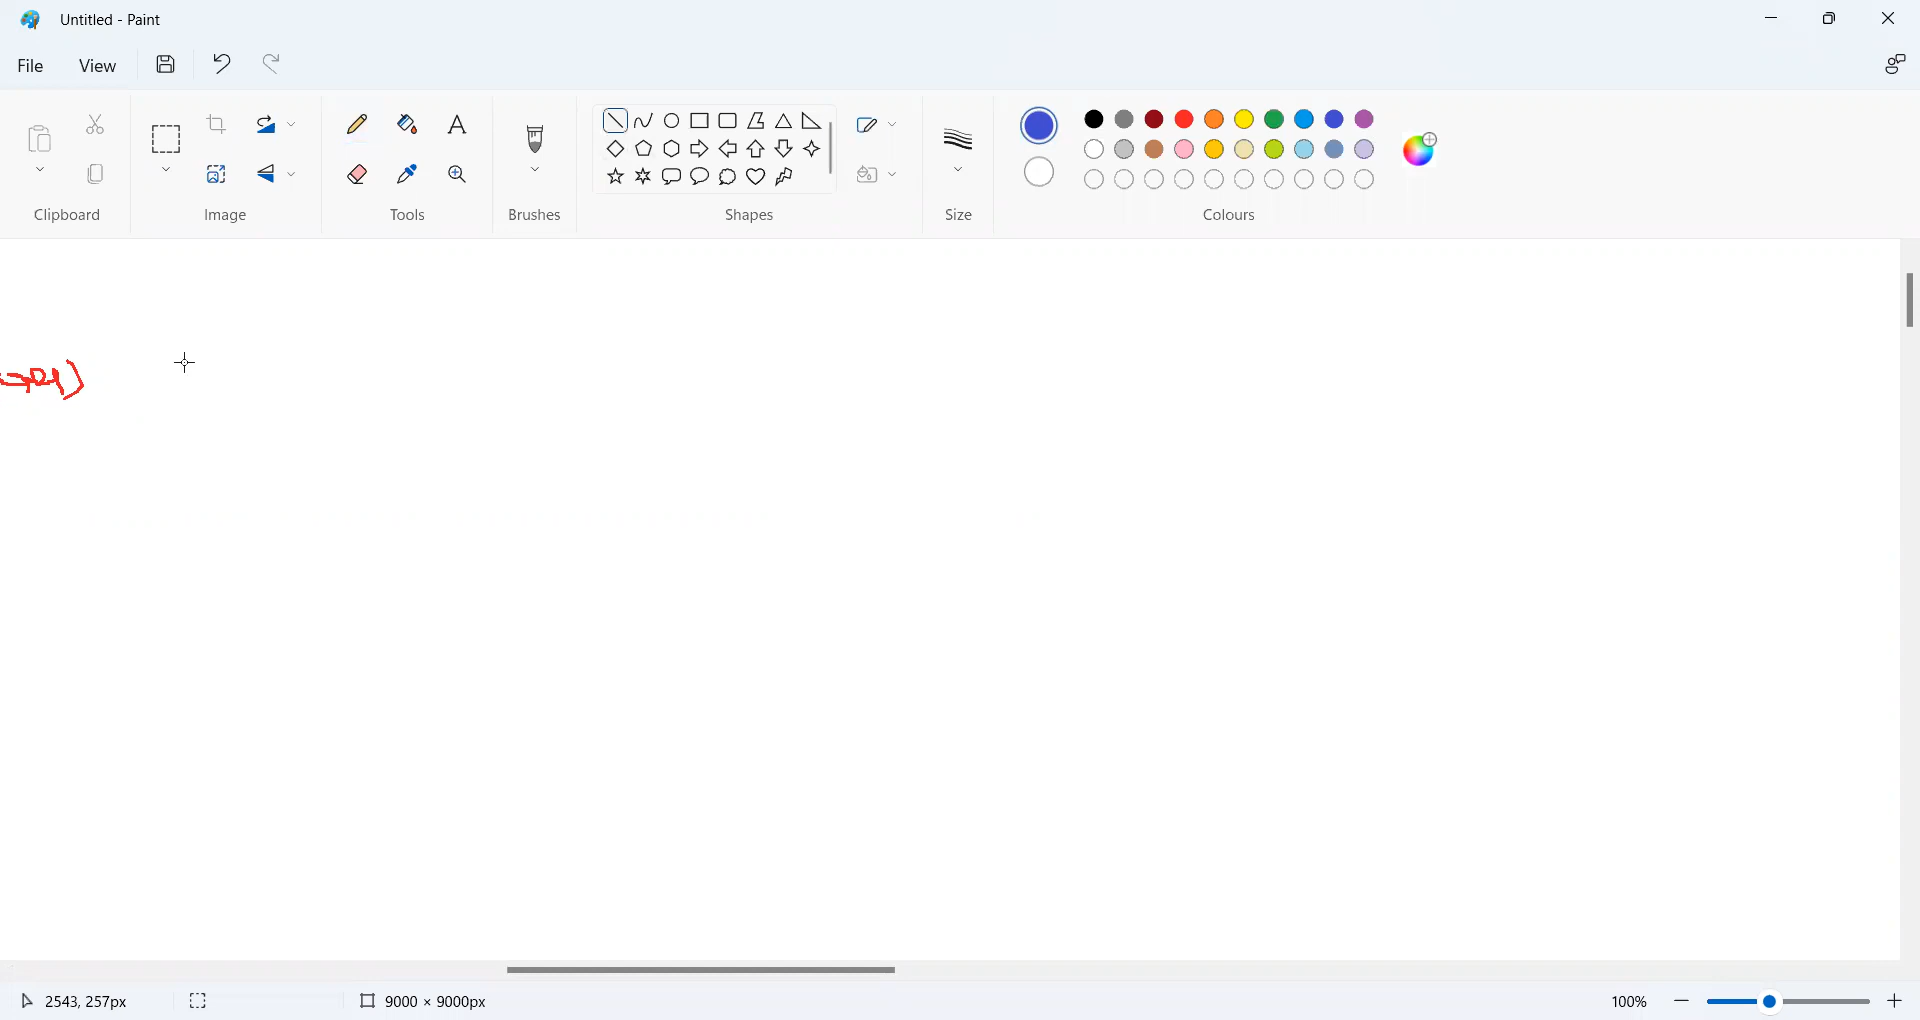 Untitled - Paint
File View
Clipboard Image Tools Brushes Shapes Size Colours
2543, 257px 9000 × 9000px 100%